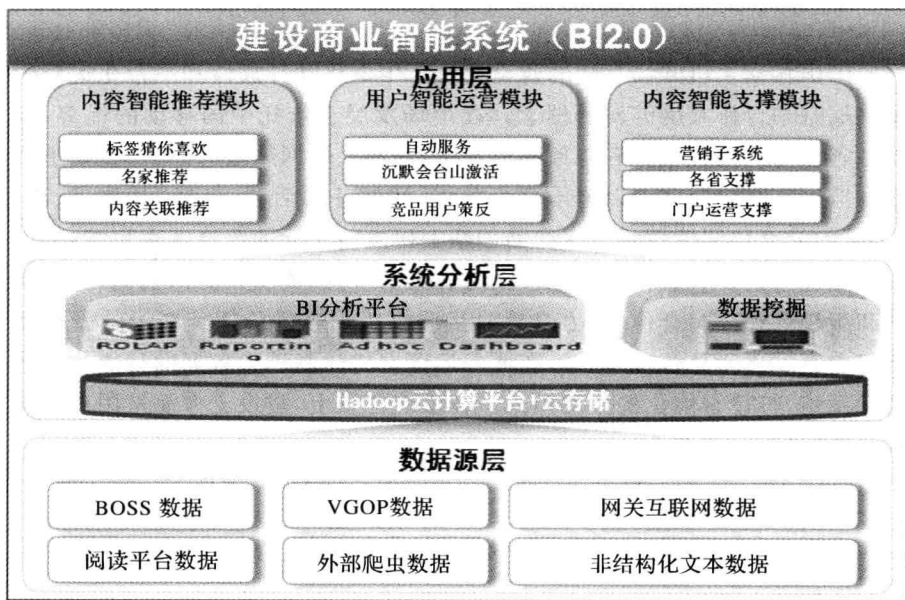 建设商业智能系统（BI2.0）
应用层
内容智能推荐模块
标签猜你喜欢
名家推荐
内容关联推荐
用户智能运营模块
自动服务
沉默会台山激活
竞品用户策反
内容智能支撑模块
营销子系统
各省支撑
门户运营支撑
系统分析层
BI分析平台
ROLAP
Reportin
g
Ad hoc
Dashboard
数据挖掘
Hadoop云计算平台+云存储
数据源层
BOSS 数据
VGOP数据
网关互联网数据
阅读平台数据
外部爬虫数据
非结构化文本数据